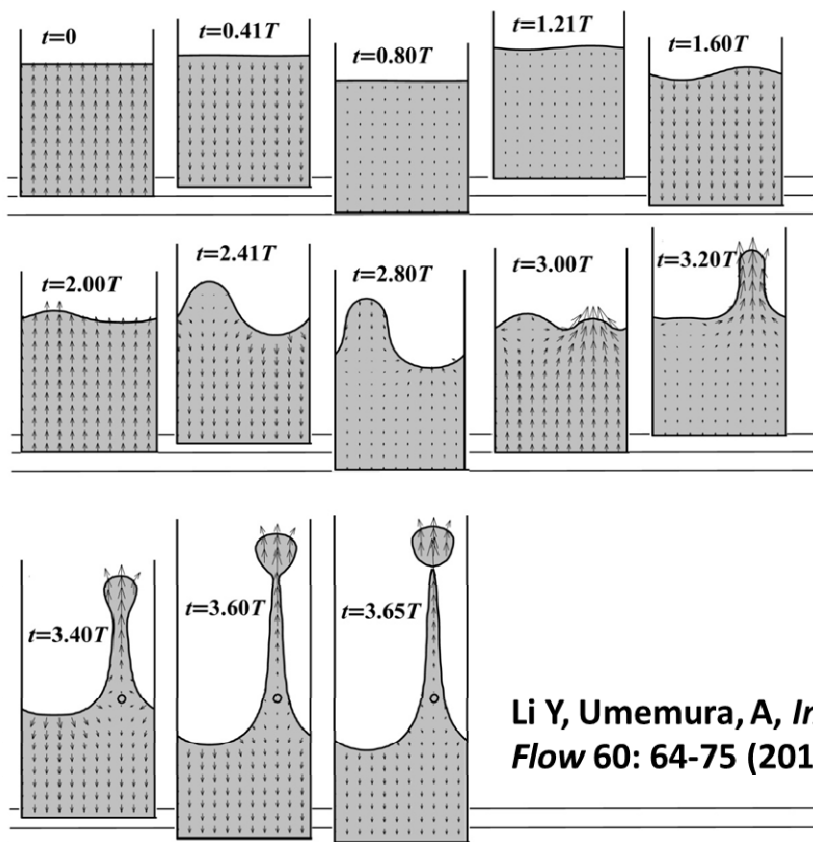 t=0
t=0.41T
t=0.80T
t=1.21T
t=1.60T
t=2.00T
t=2.41T
t=2.80T
t=3.00T
t=3.20T
t=3.40T
t=3.60T
t=3.65T
Li Y, Umemura, A,
Flow 60: 64-75 (201